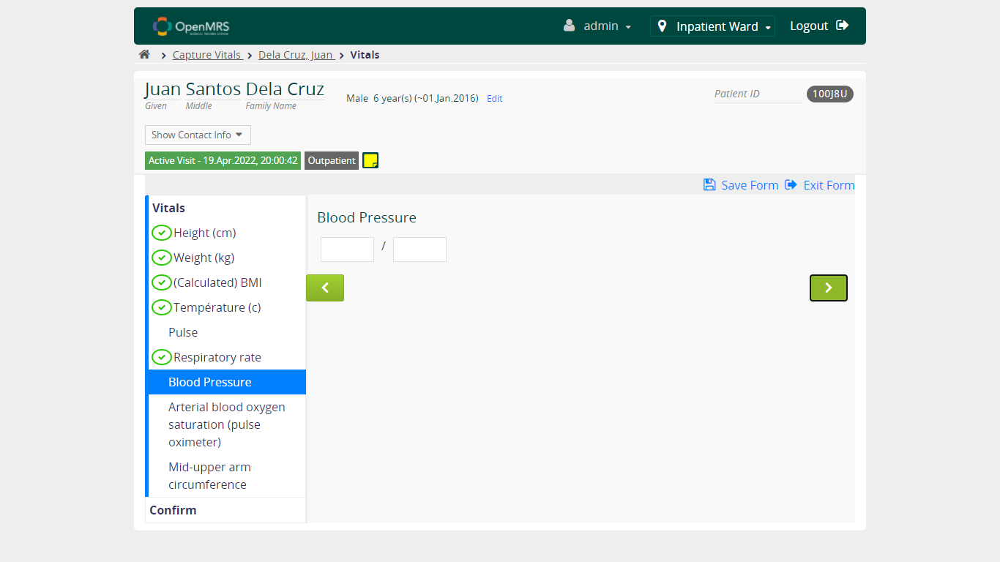 OpenMRS
admin
Inpatient Ward
Logout
Capture Vitals
Dela Cruz, Juan
Vitals
Juan Santos Dela Cruz
Given Middle Family Name
Male 6 year(s) (~01.Jan.2016) Edit
Patient ID 100J8U
Show Contact Info
Active Visit - 19.Apr.2022, 20:00:42 Outpatient
Save Form Exit Form
Vitals
Height (cm)
Weight (kg)
(Calculated) BMI
Température (c)
Pulse
Respiratory rate
Blood Pressure
Arterial blood oxygen
saturation (pulse
oximeter)
Mid-upper arm
circumference
Confirm
Blood Pressure
/